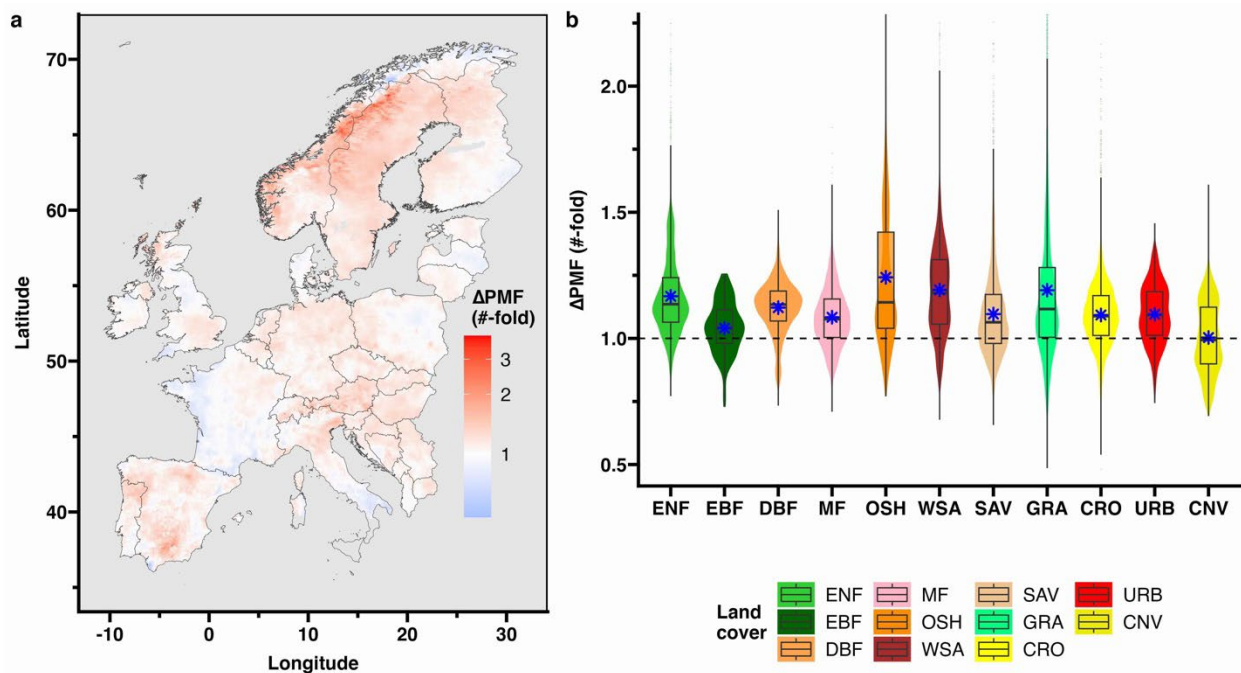 a
70
60
50
40
Latitude
-10
0
10
20
30
Longitude
ΔPMF
(#-fold)
3
2
1
b
2.0
1.5
1.0
0.5
ΔPMF (#-fold)
ENF EBF DBF MF OSH WSA SAV GRA CRO URB CNV
Land
cover
ENF MF SAV URB
EBF OSH GRA CNV
DBF WSA CRO